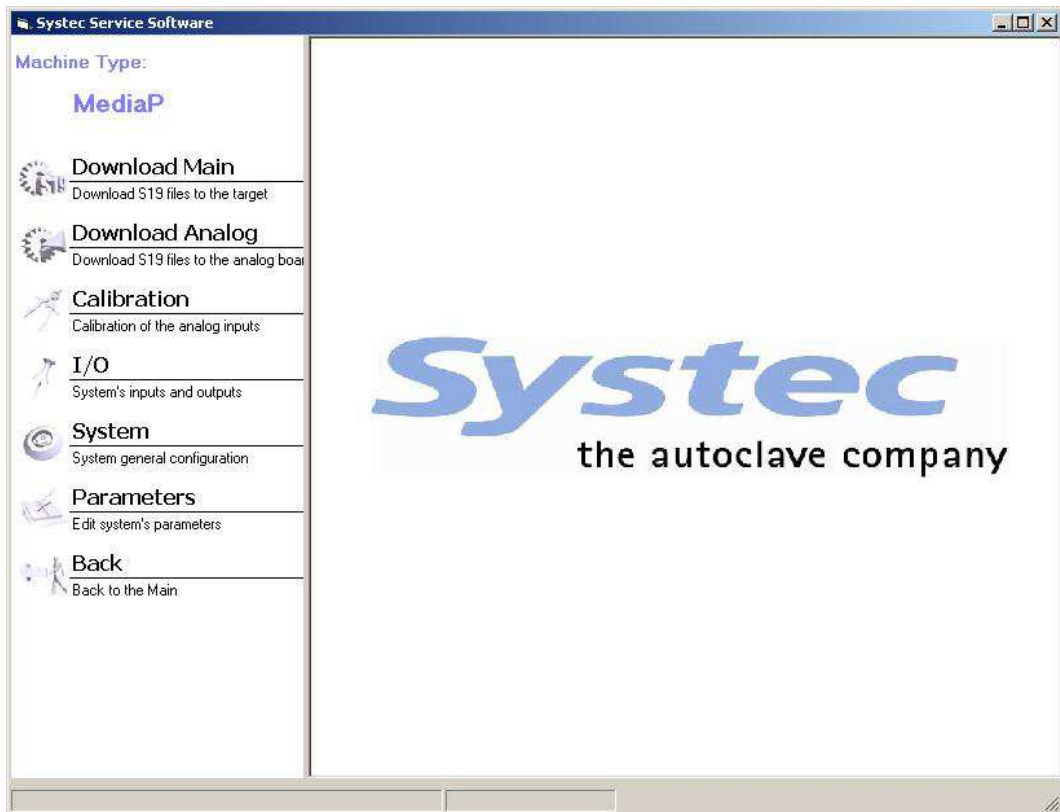 Systec Service Software
Machine Type:
MediaP
Download Main
Download S19 files to the target
Download Analog
Download S19 files to the analog boar
Calibration
Calibration of the analog inputs
I/O
System's inputs and outputs
System
System general configuration
Parameters
Edit system's parameters
Back
Back to the Main
Systec
the autoclave company